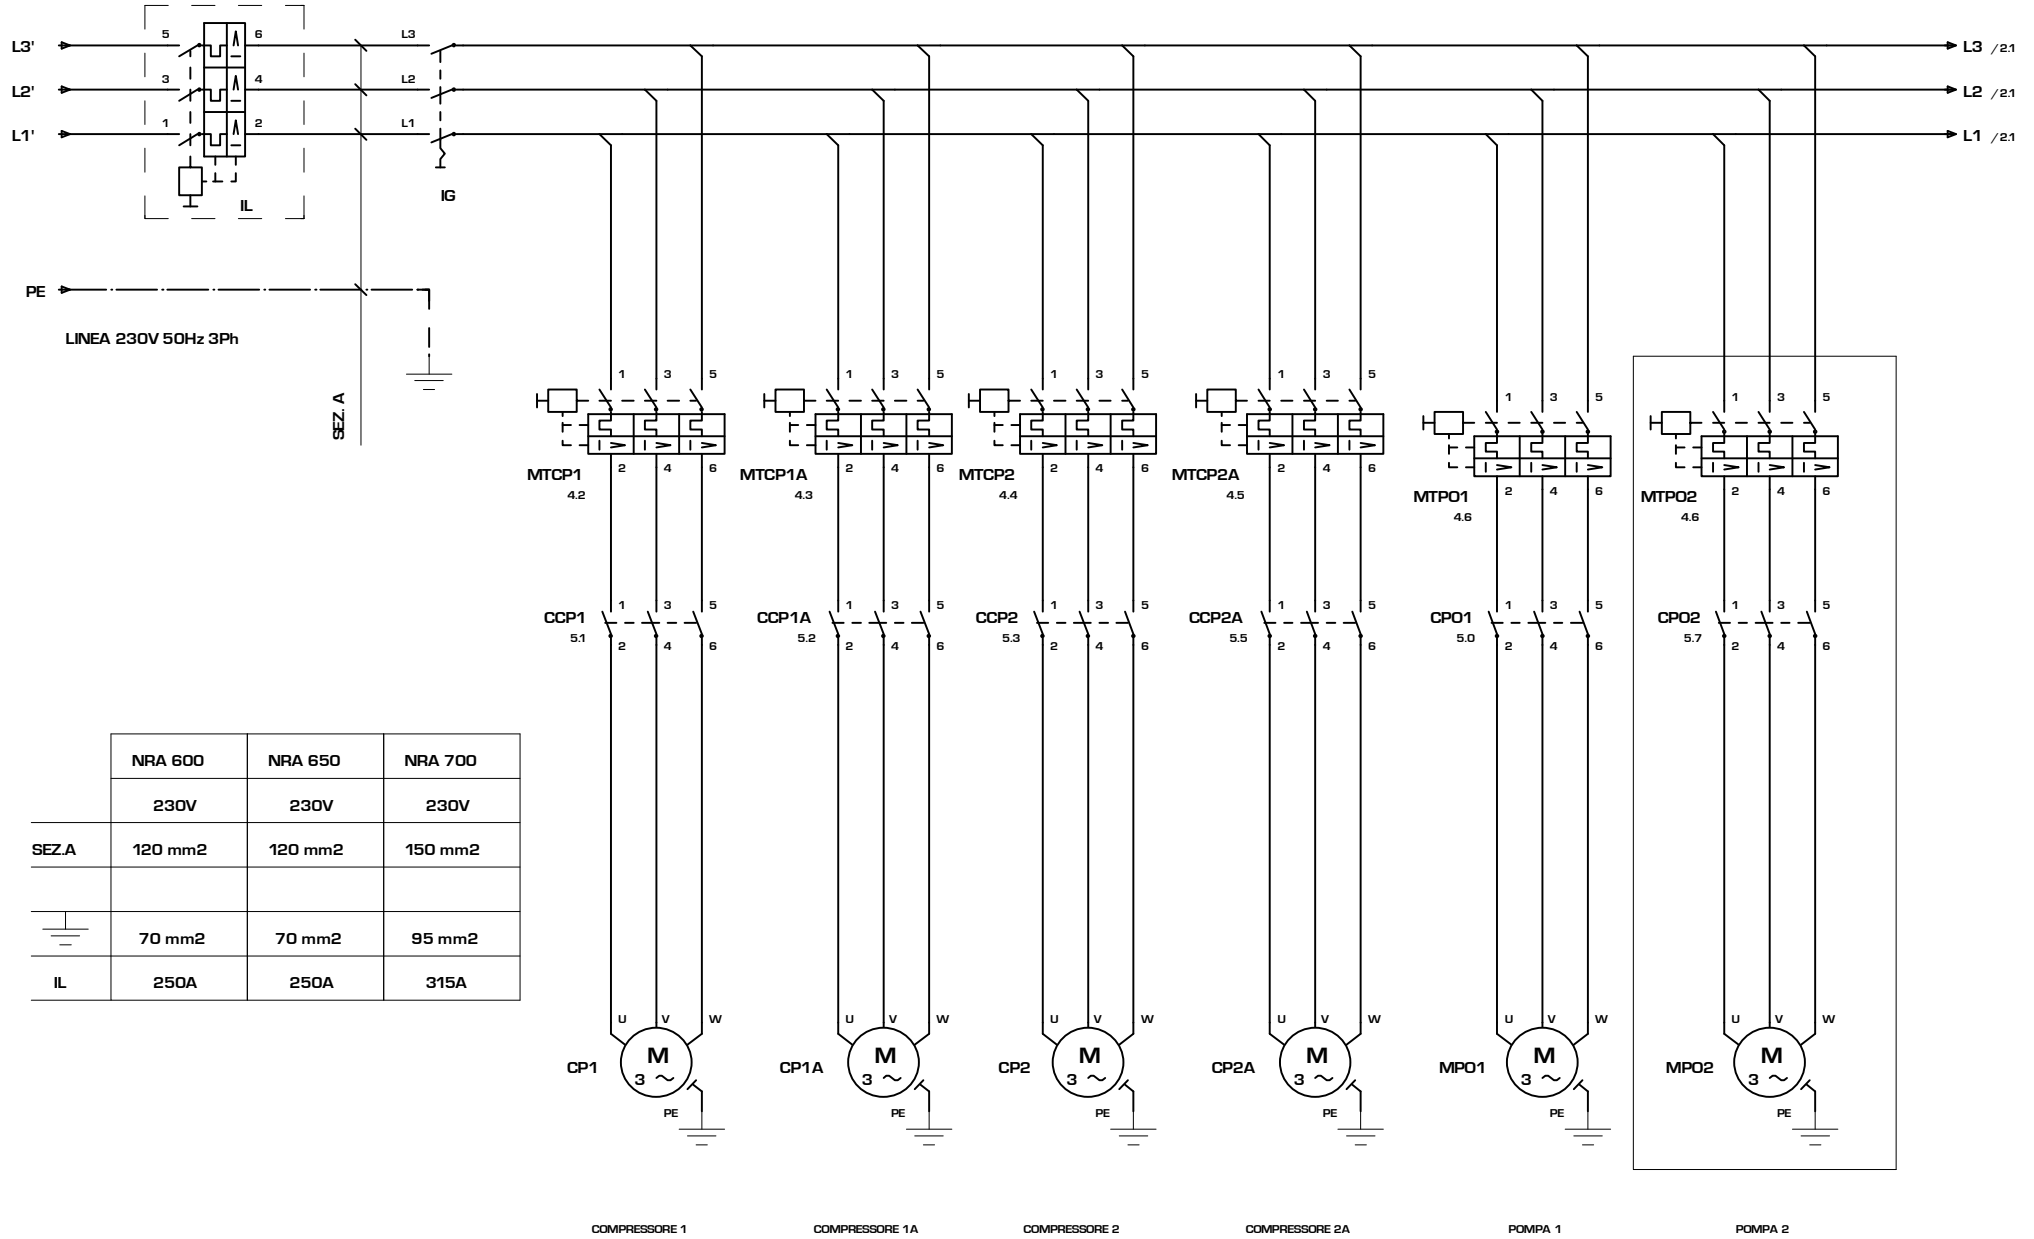 5 6 L3
L3' L3 /2.1
3 4 L2
L2' L2 /2.1
1 2 L1
L1' L1 /2.1
IL IG
PE
LINEA 230V 50Hz 3Ph
SEZ. A
1 3 5 1 3 5 1 3 5 1 3 5
1 3 5 1 3 5
MTCP1 2 4 6 MTCP1A 2 4 6 MTCP2 2 4 6 MTCP2A 2 4 6
4.2 4.3 4.4 4.5
MTPO1 2 4 6 MTPO2 2 4 6
4.6 4.6
1 3 5 1 3 5 1 3 5 1 3 5 1 3 5 1 3 5
CCP1 CCP1A CCP2 CCP2A CPO1 CPO2
5.1 5.2 5.3 5.5 5.0 5.7
2 4 6 2 4 6 2 4 6 2 4 6 2 4 6 2 4 6
NRA 600 NRA 650 NRA 700
230V 230V 230V
SEZ.A 120 mm2 120 mm2 150 mm2
70 mm2 70 mm2 95 mm2
IL 250A 250A 315A
U V W U V W U V W U V W U V W U V W
M M M M M M
CP1 CP1A CP2 CP2A MPO1 MPO2
3 3 3 3 3 3
PE PE PE PE PE PE
COMPRESSORE 1 COMPRESSORE 1A COMPRESSORE 2 COMPRESSORE 2A POMPA 1 POMPA 2